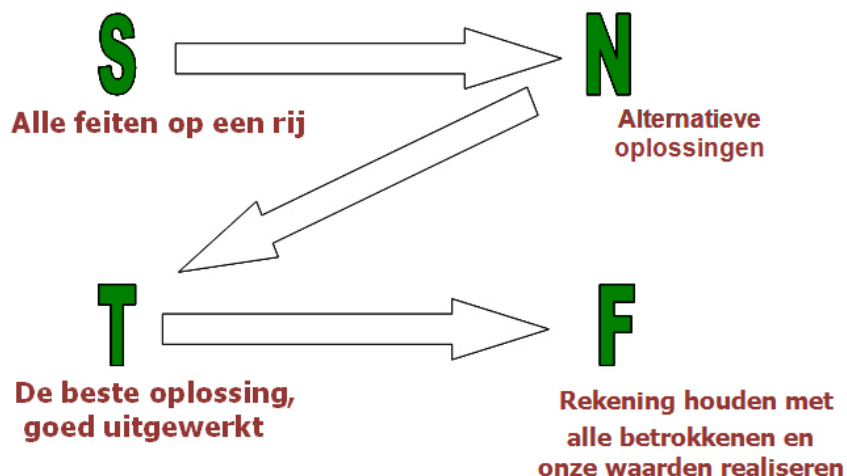 S
N
Alle feiten op een rij
Alternatieve
oplossingen
T
F
De beste oplossing,
goed uitgewerkt
Rekening houden met
alle betrokkenen en
onze waarden realiseren